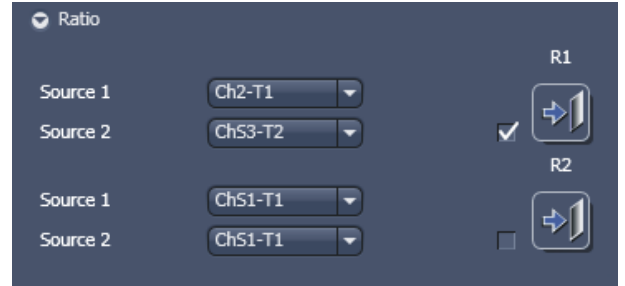 Ratio
R1
Source 1 Ch2-T1
Source 2 ChS3-T2
R2
Source 1 ChS1-T1
Source 2 ChS1-T1